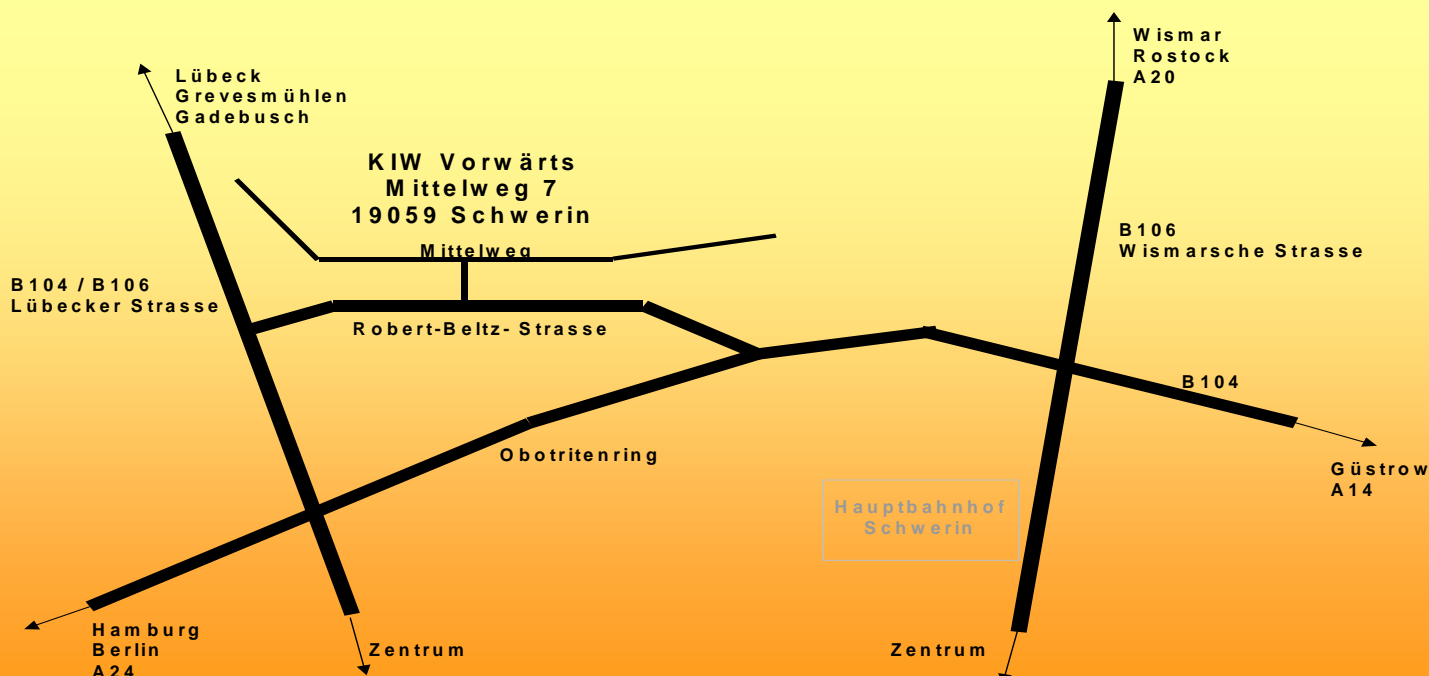 Wismar
Rostock
A20
Lübeck
Grevesmühlen
Gadebusch
KIW Vorwärts
Mittelweg 7
19059 Schwerin
Mittelweg
B106
Wismarsche Strasse
B104 / B106
Lübecker Strasse
Robert-Beltz- Strasse
B104
Obotritenring
Güstrow
A14
Hauptbahnhof
Schwerin
Hamburg
Berlin
A24
Zentrum
Zentrum